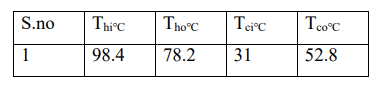 S.no Thi°C Tho°C Tci°C Tco°C
1 98.4 78.2 31 52.8